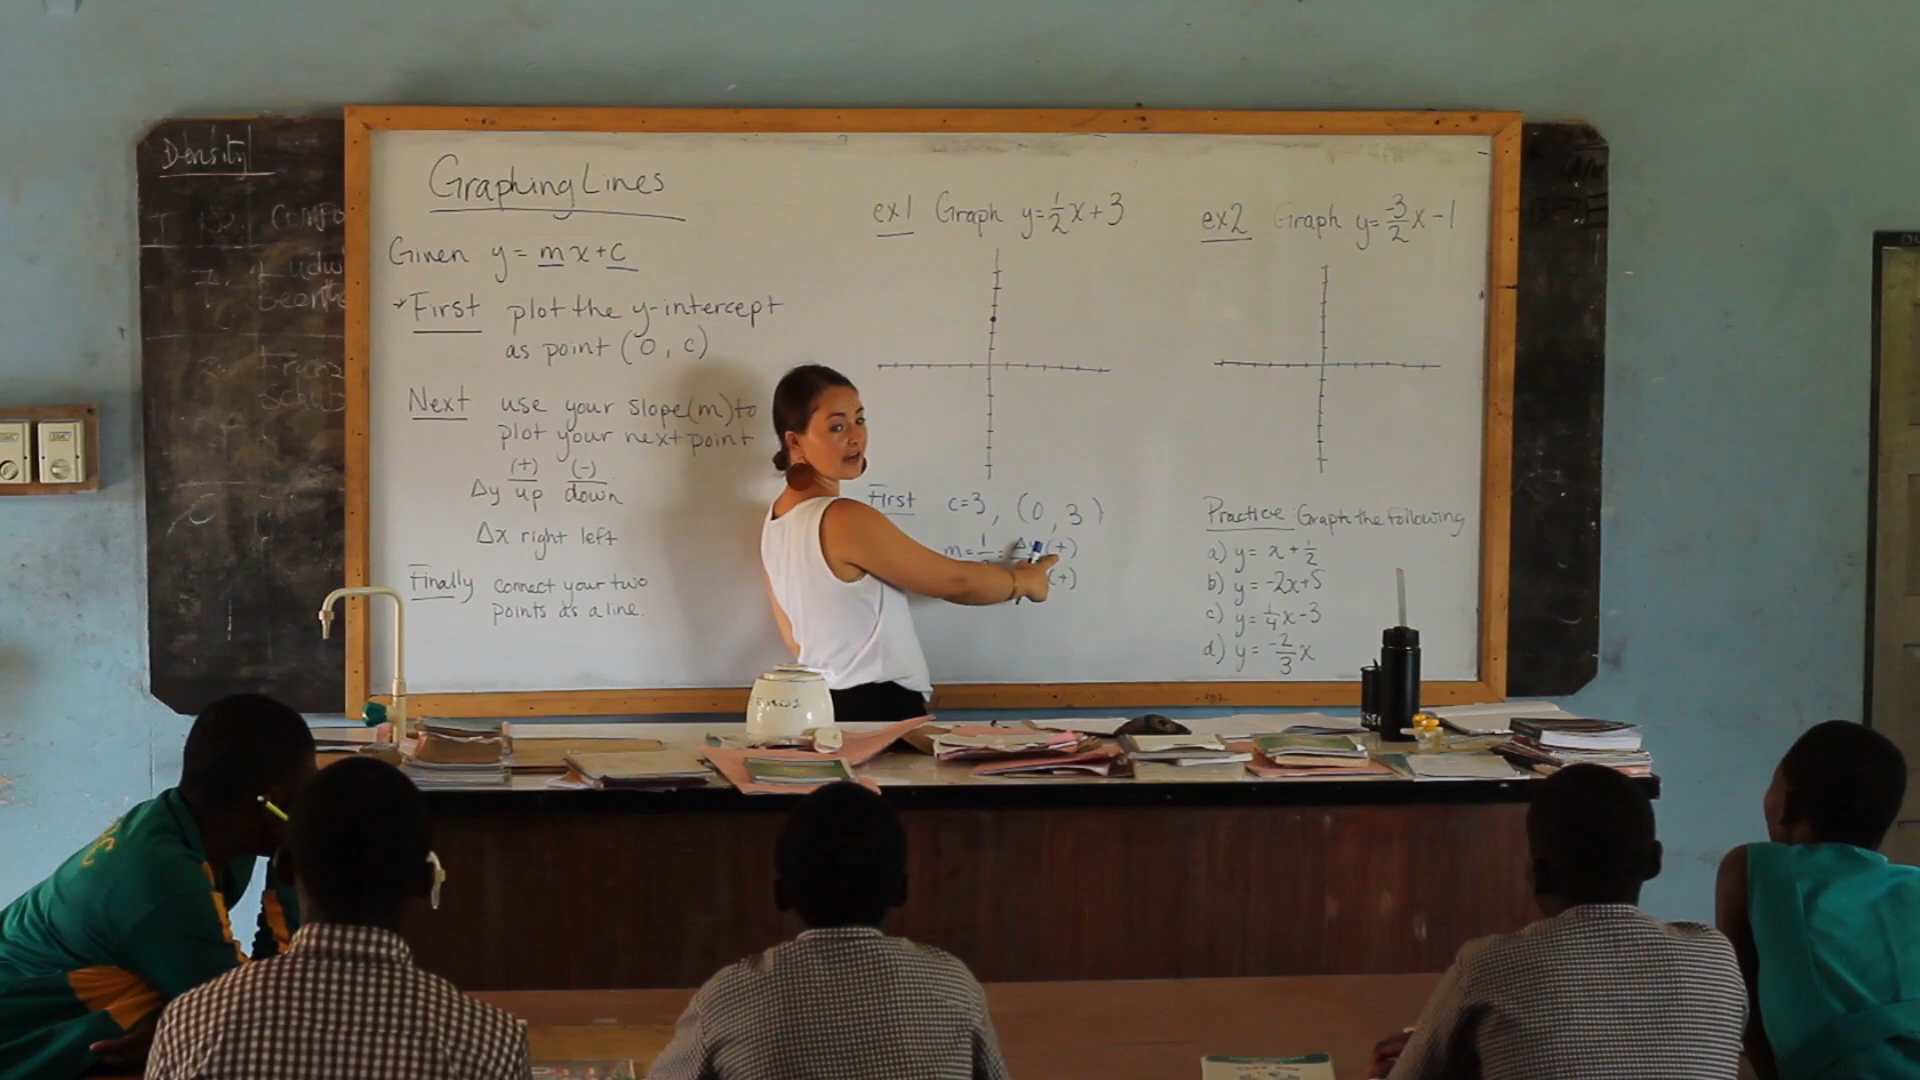 Density
Graphing Lines
Given y = mx + c
First plot the y-intercept
as point (0, c)
Next use your slope (m) to
plot your next point
(+) (-)
Δy up down
Δx right left
Finally connect your two
points as a line.
ex1 Graph y = 1/2 x + 3
First c=3, (0, 3)
m = 1 = Δy (+)
(+)
ex2 Graph y = -3/2 x - 1
Practice: Graph the following
a) y = x + 1/2
b) y = -2x + 5
c) y = 1/4 x - 3
d) y = -2/3 x